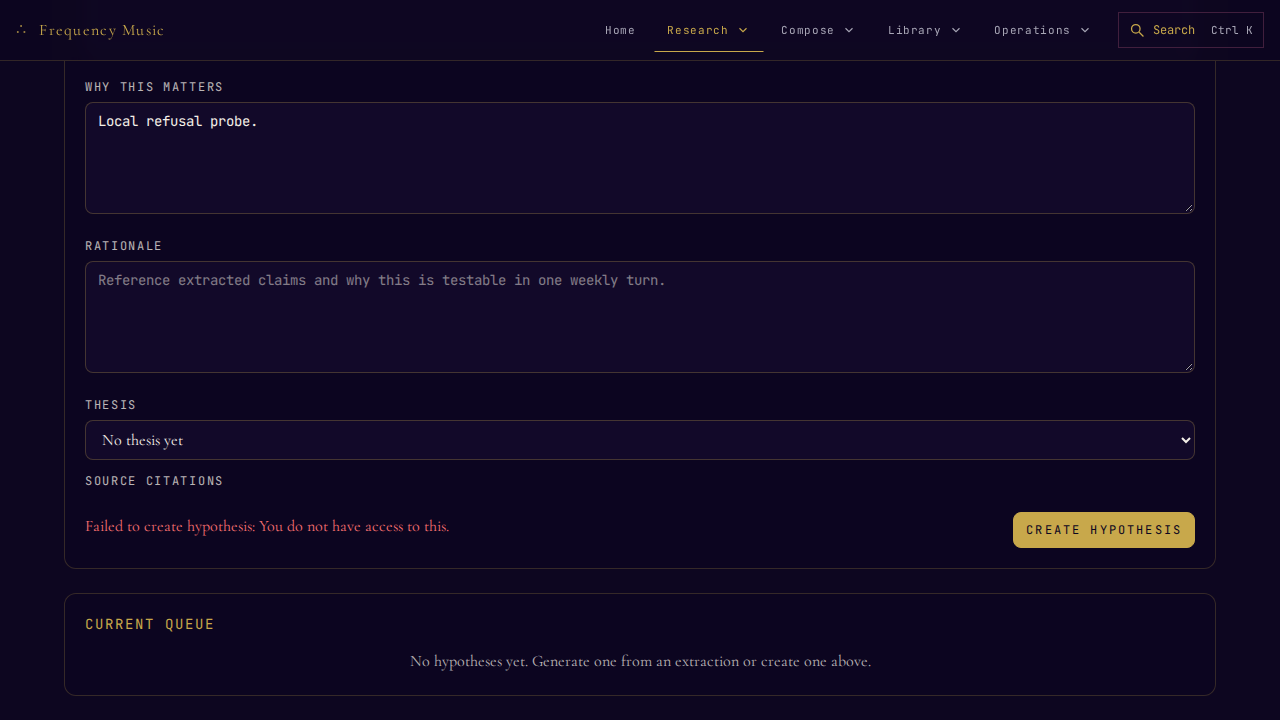 ∴ Frequency Music
Home Research Compose Library Operations Search Ctrl K
WHY THIS MATTERS
Local refusal probe.
RATIONALE
Reference extracted claims and why this is testable in one weekly turn.
THESIS
No thesis yet
SOURCE CITATIONS
Failed to create hypothesis: You do not have access to this.
CREATE HYPOTHESIS
CURRENT QUEUE
No hypotheses yet. Generate one from an extraction or create one above.